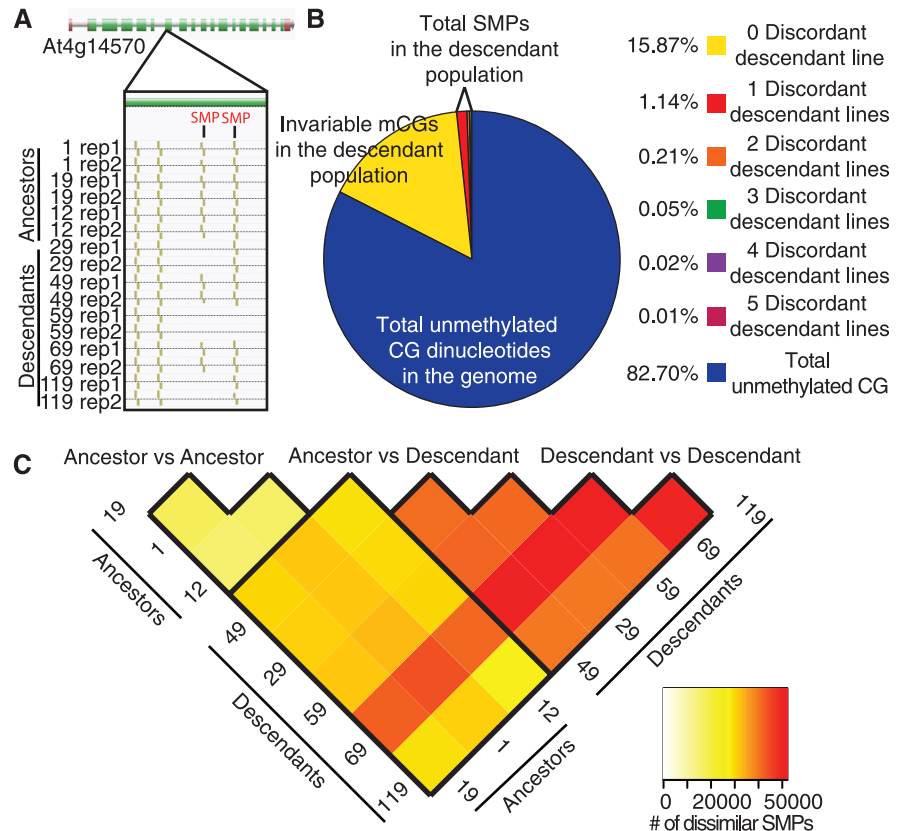 A
At4g14570
SMP SMP
Ancestors
1 rep1
1 rep2
19 rep1
19 rep2
12 rep1
12 rep2
Descendants
29 rep1
29 rep2
49 rep1
49 rep2
59 rep1
59 rep2
69 rep1
69 rep2
119 rep1
119 rep2
B
Total SMPs
in the descendant
population
Invariable mCGs
in the descendant
population
Total unmethylated
CG dinucleotides
in the genome
15.87% 0 Discordant
descendant line
1.14% 1 Discordant
descendant lines
0.21% 2 Discordant
descendant lines
0.05% 3 Discordant
descendant lines
0.02% 4 Discordant
descendant lines
0.01% 5 Discordant
descendant lines
82.70% Total
unmethylated CG
C
Ancestor vs Ancestor
Ancestor vs Descendant
Descendant vs Descendant
19
1
12
Ancestors
49
29
59
69
119
Descendants
119
69
59
29
49
Descendants
12
1
19
Ancestors
0 20000 50000
# of dissimilar SMPs